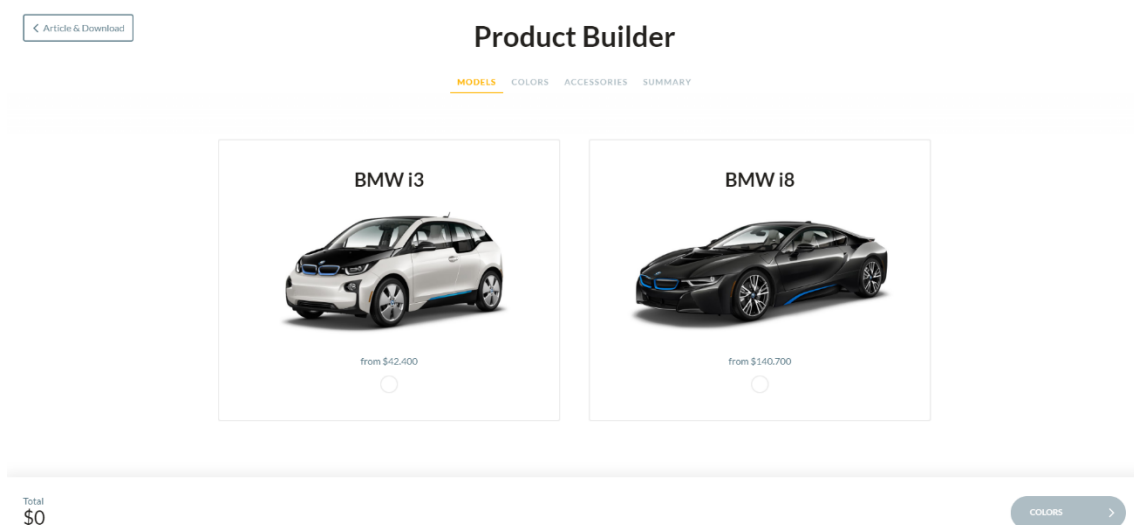 Article & Download
Product Builder
MODELS COLORS ACCESSORIES SUMMARY
BMW i3
BMW i8
from $42.400
from $140.700
Total
$0
COLORS